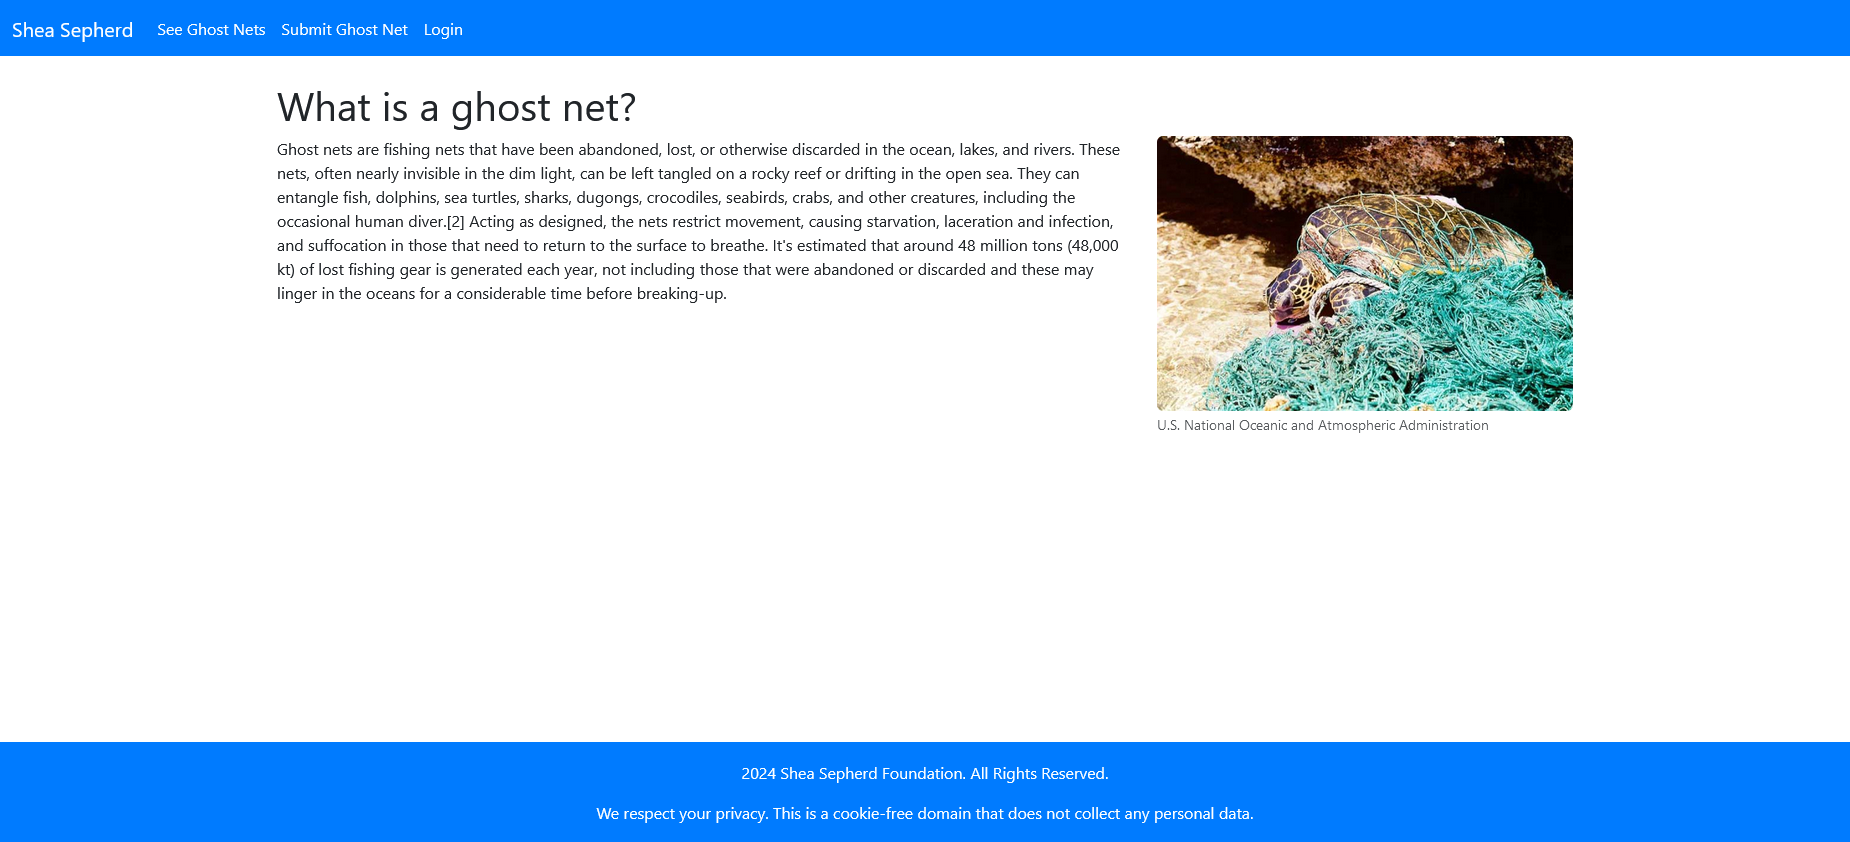 Shea Sepherd See Ghost Nets Submit Ghost Net Login
What is a ghost net?
Ghost nets are fishing nets that have been abandoned, lost, or otherwise discarded in the ocean, lakes, and rivers. These
nets, often nearly invisible in the dim light, can be left tangled on a rocky reef or drifting in the open sea. They can
entangle fish, dolphins, sea turtles, sharks, dugongs, crocodiles, seabirds, crabs, and other creatures, including the
occasional human diver.[2] Acting as designed, the nets restrict movement, causing starvation, laceration and infection,
and suffocation in those that need to return to the surface to breathe. It's estimated that around 48 million tons (48,000
kt) of lost fishing gear is generated each year, not including those that were abandoned or discarded and these may
linger in the oceans for a considerable time before breaking-up.
U.S. National Oceanic and Atmospheric Administration
2024 Shea Sepherd Foundation. All Rights Reserved.
We respect your privacy. This is a cookie-free domain that does not collect any personal data.